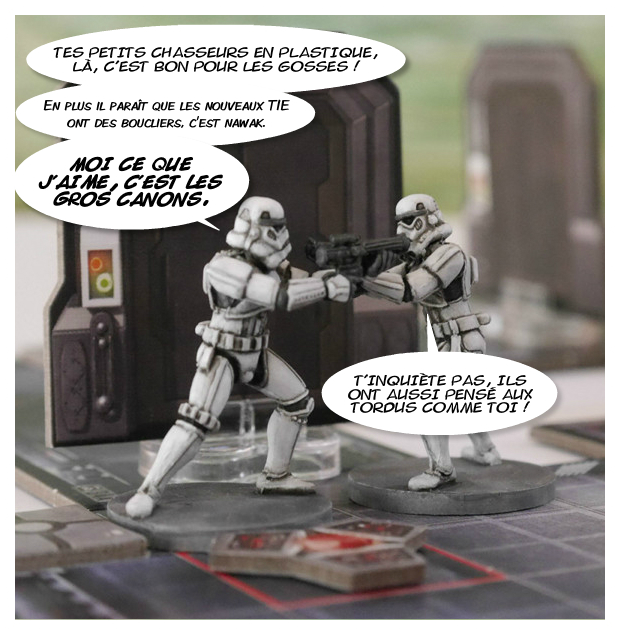 TES PETITS CHASSEURS EN PLASTIQUE,
LÀ, C'EST BON POUR LES GOSSES !
EN PLUS IL PARAÎT QUE LES NOUVEAUX TIE
ONT DES BOUCLIERS, C'EST NAWAK.
MOI CE QUE
J'AIME, C'EST LES
GROS CANONS.
T'INQUIÈTE PAS, ILS
ONT AUSSI PENSÉ AUX
TORDUS COMME TOI !